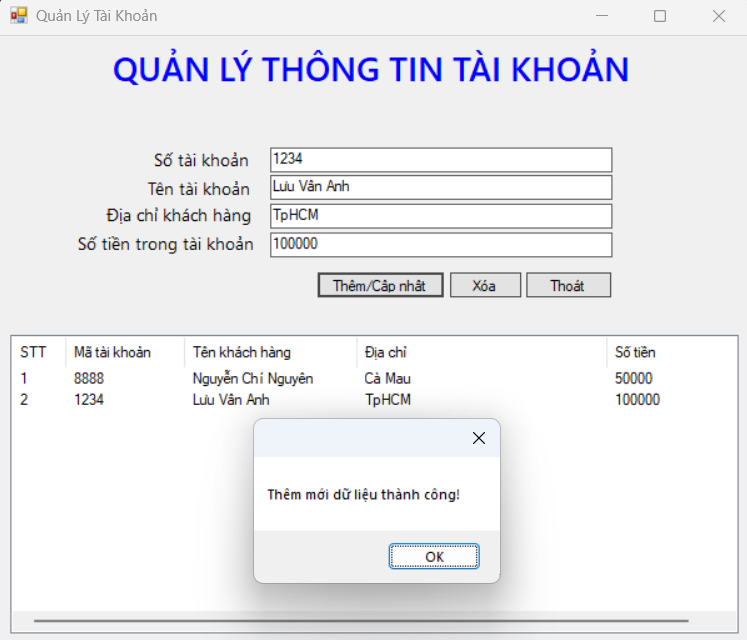 Quản Lý Tài Khoản
QUẢN LÝ THÔNG TIN TÀI KHOẢN
Số tài khoản 1234
Tên tài khoản Lưu Vân Anh
Địa chỉ khách hàng TpHCM
Số tiền trong tài khoản 100000
Thêm/Cập nhật Xóa Thoát
STT Mã tài khoản Tên khách hàng Địa chỉ Số tiền
1 8888 Nguyễn Chí Nguyên Cà Mau 50000
2 1234 Lưu Vân Anh TpHCM 100000
Thêm mới dữ liệu thành công!
OK